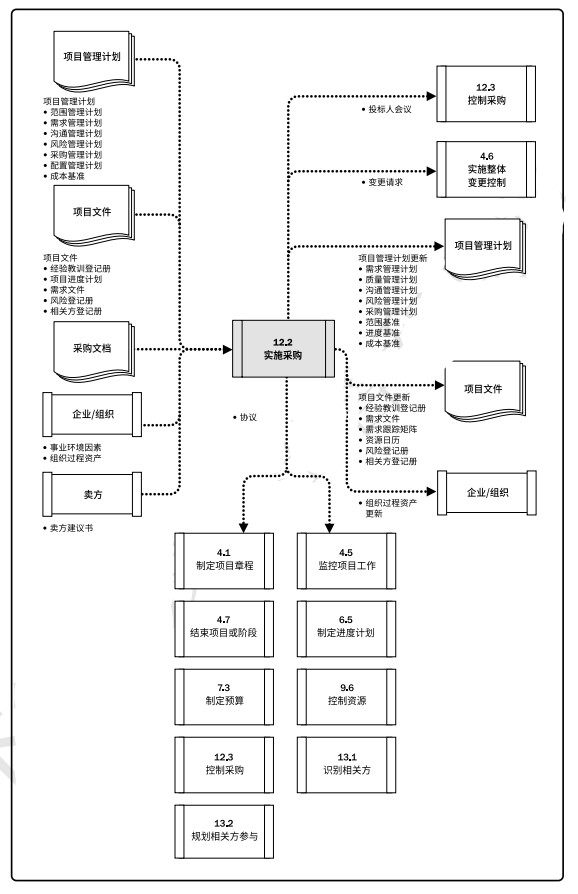 项目管理计划
项目管理计划
• 范围管理计划
• 需求管理计划
• 沟通管理计划
• 风险管理计划
• 采购管理计划
• 配置管理计划
• 成本基准
项目文件
项目文件
• 经验教训登记册
• 项目进度计划
• 需求文件
• 风险登记册
• 相关方登记册
采购文档
企业/组织
• 事业环境因素
• 组织过程资产
卖方
• 卖方建议书
12.2
实施采购
• 投标人会议
12.3
控制采购
• 变更请求
4.6
实施整体
变更控制
项目管理计划
项目管理计划更新
• 需求管理计划
• 质量管理计划
• 沟通管理计划
• 风险管理计划
• 采购管理计划
• 范围基准
• 进度基准
• 成本基准
项目文件
项目文件更新
• 经验教训登记册
• 需求文件
• 需求跟踪矩阵
• 资源日历
• 风险登记册
• 相关方登记册
企业/组织
• 组织过程资产
更新
• 协议
4.1
制定项目章程
4.5
监控项目工作
4.7
结束项目或阶段
6.5
制定进度计划
7.3
制定预算
9.6
控制资源
12.3
控制采购
13.1
识别相关方
13.2
规划相关方参与